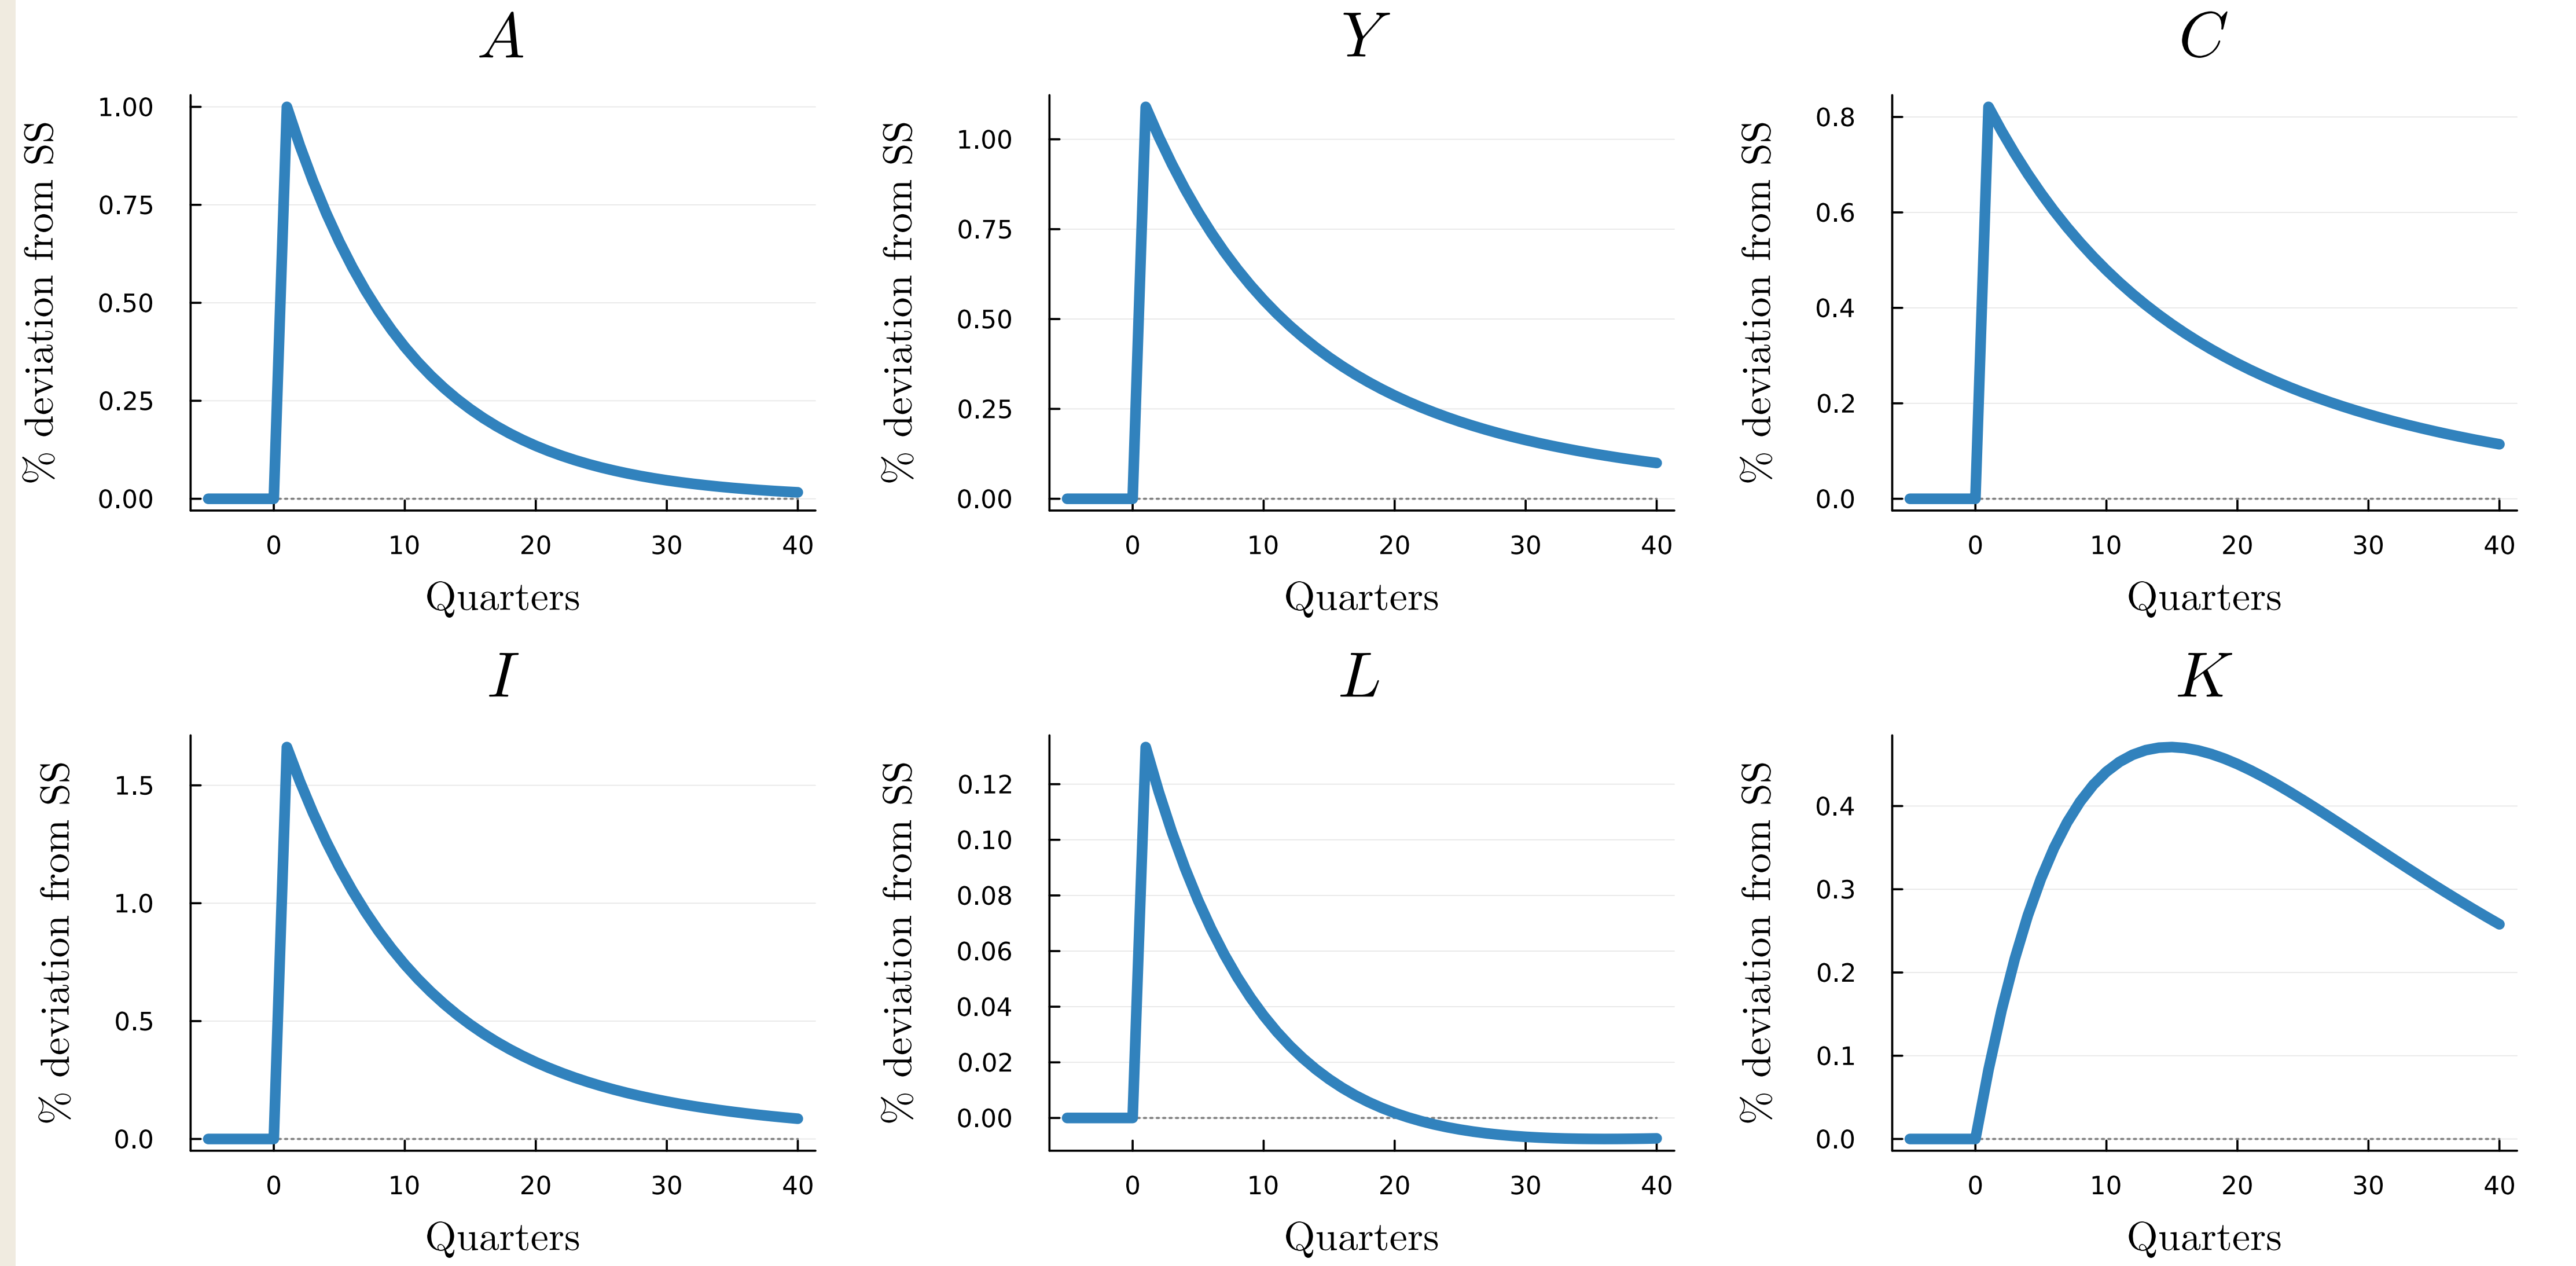 A
% deviation from SS
1.00
0.75
0.50
0.25
0.00
0 10 20 30 40
Quarters
Y
% deviation from SS
1.00
0.75
0.50
0.25
0.00
0 10 20 30 40
Quarters
C
% deviation from SS
0.8
0.6
0.4
0.2
0.0
0 10 20 30 40
Quarters
I
% deviation from SS
1.5
1.0
0.5
0.0
0 10 20 30 40
Quarters
L
% deviation from SS
0.12
0.10
0.08
0.06
0.04
0.02
0.00
0 10 20 30 40
Quarters
K
% deviation from SS
0.4
0.3
0.2
0.1
0.0
0 10 20 30 40
Quarters